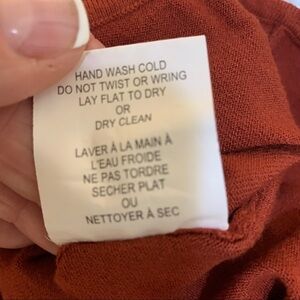 HAND WASH COLD
DO NOT TWIST OR WRING
LAY FLAT TO DRY
OR
DRY CLEAN
LAVER À LA MAIN À
L'EAU FROIDE
NE PAS TORDRE
SECHER PLAT
OU
NETTOYER À SEC